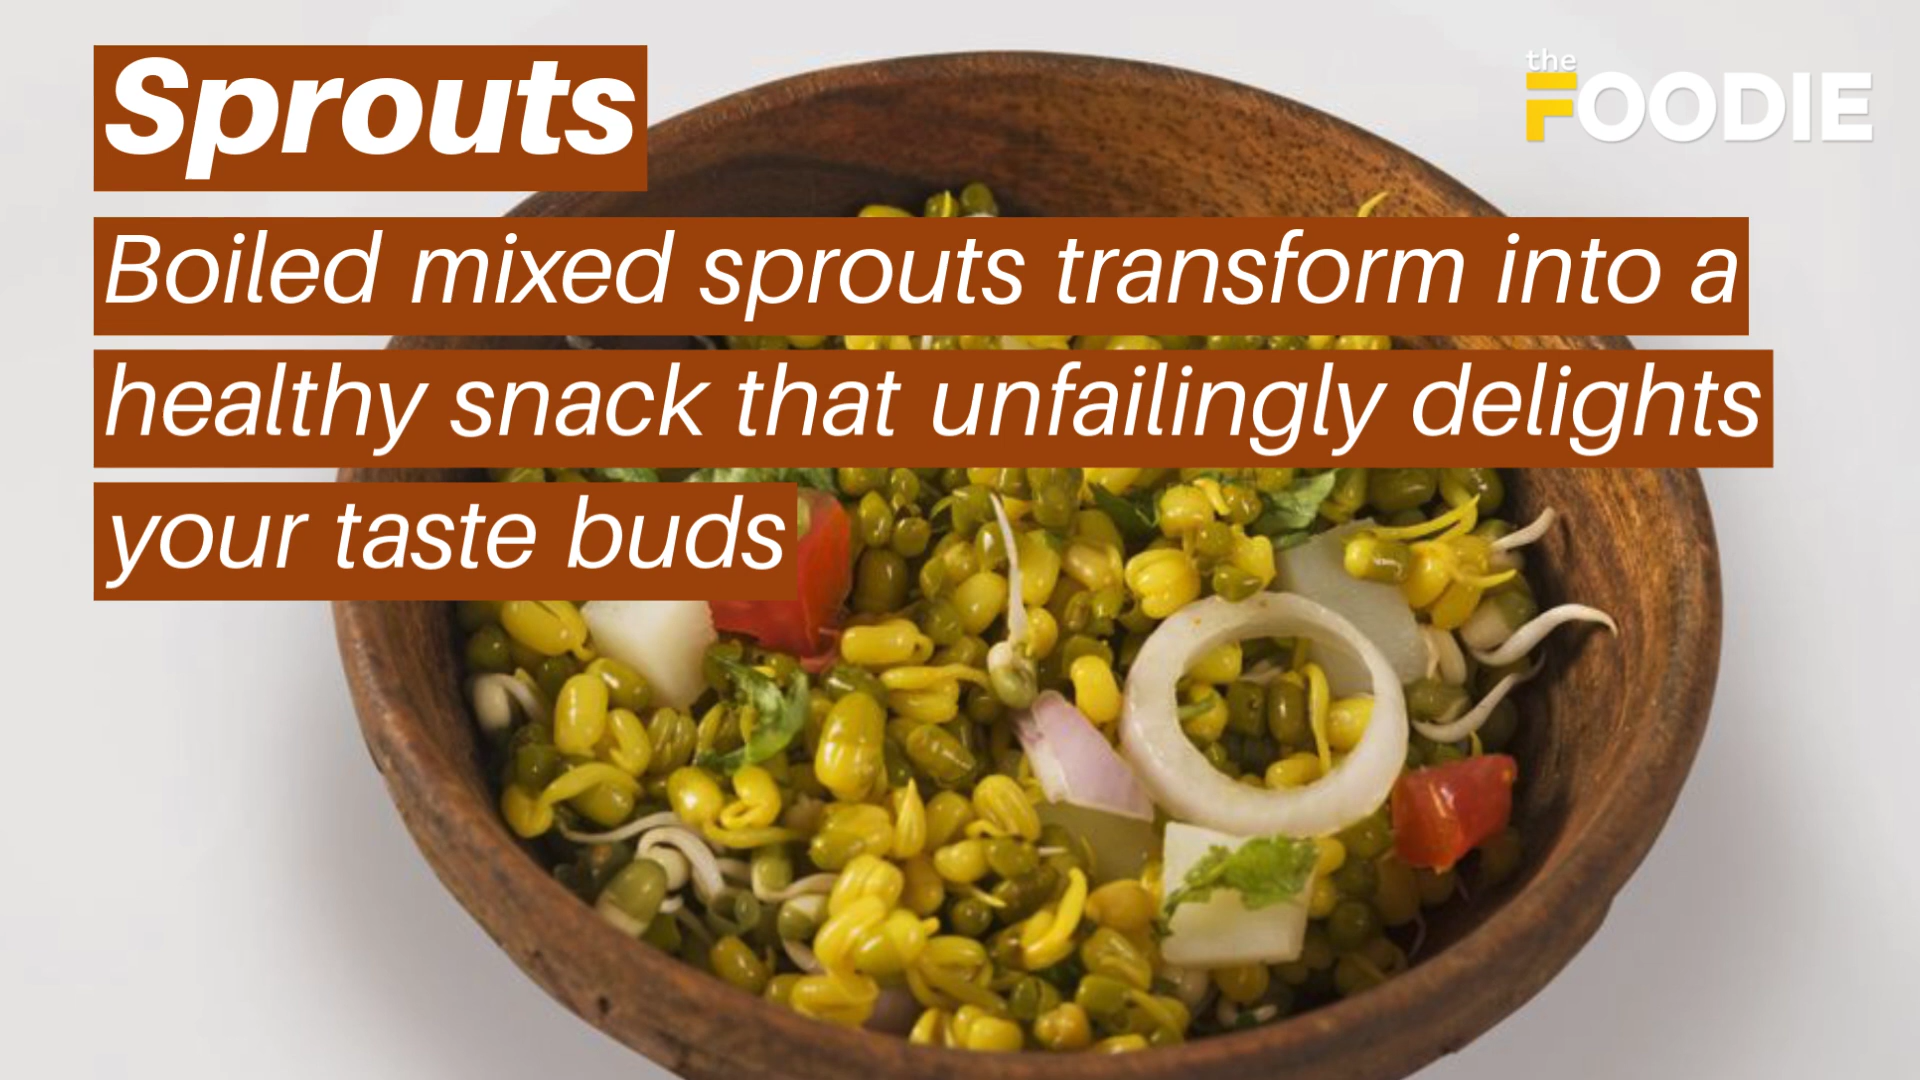 Sprouts
the
FOODIE
Boiled mixed sprouts transform into a
healthy snack that unfailingly delights
your taste buds